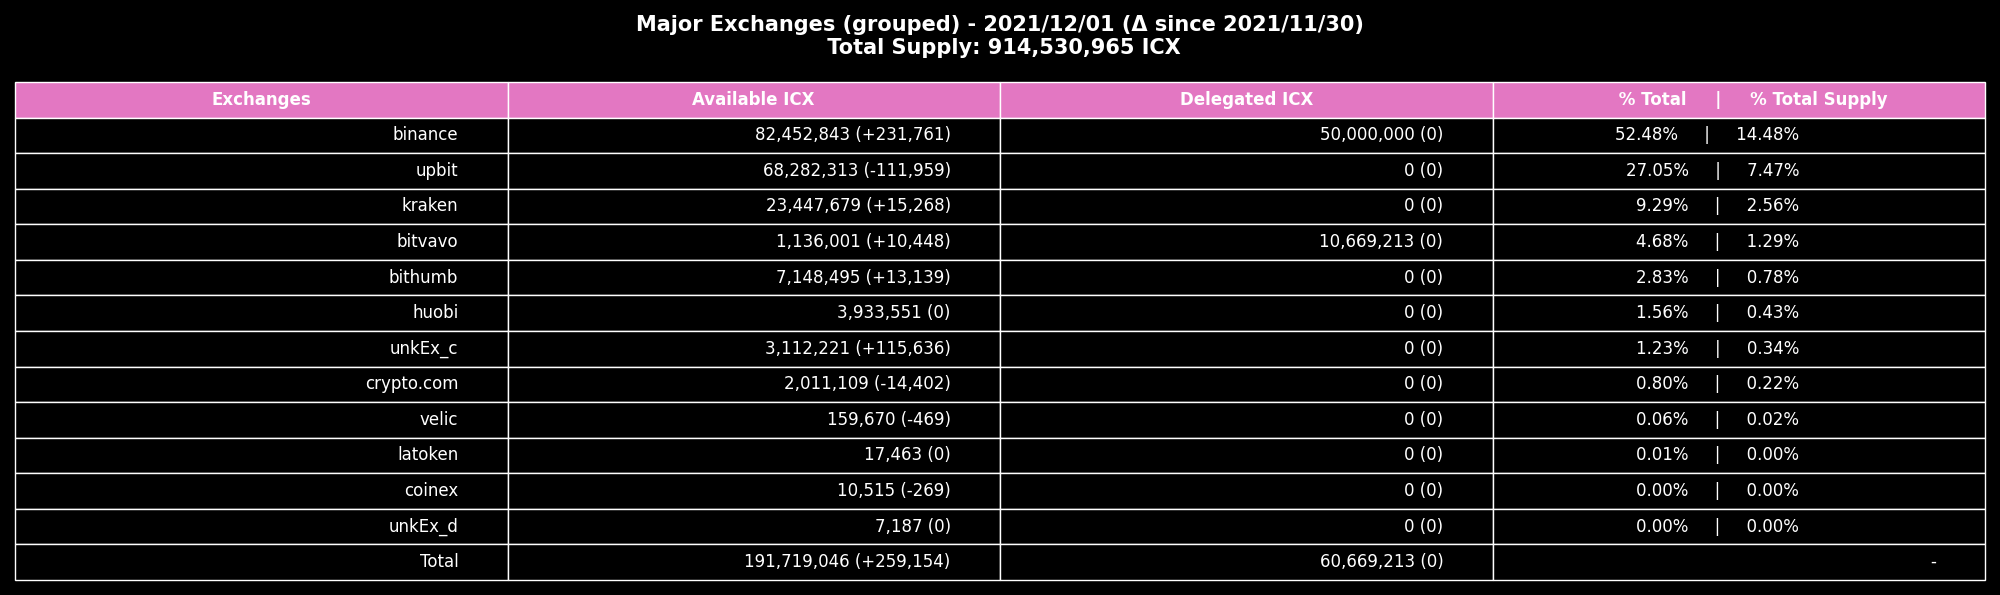 Major Exchanges (grouped) - 2021/12/01 (Δ since 2021/11/30)
Total Supply: 914,530,965 ICX
Exchanges Available ICX Delegated ICX % Total | % Total Supply
binance 82,452,843 (+231,761) 50,000,000 (0) 52.48% | 14.48%
upbit 68,282,313 (-111,959) 0 (0) 27.05% | 7.47%
kraken 23,447,679 (+15,268) 0 (0) 9.29% | 2.56%
bitvavo 1,136,001 (+10,448) 10,669,213 (0) 4.68% | 1.29%
bithumb 7,148,495 (+13,139) 0 (0) 2.83% | 0.78%
huobi 3,933,551 (0) 0 (0) 1.56% | 0.43%
unkEx_c 3,112,221 (+115,636) 0 (0) 1.23% | 0.34%
crypto.com 2,011,109 (-14,402) 0 (0) 0.80% | 0.22%
velic 159,670 (-469) 0 (0) 0.06% | 0.02%
latoken 17,463 (0) 0 (0) 0.01% | 0.00%
coinex 10,515 (-269) 0 (0) 0.00% | 0.00%
unkEx_d 7,187 (0) 0 (0) 0.00% | 0.00%
Total 191,719,046 (+259,154) 60,669,213 (0) -